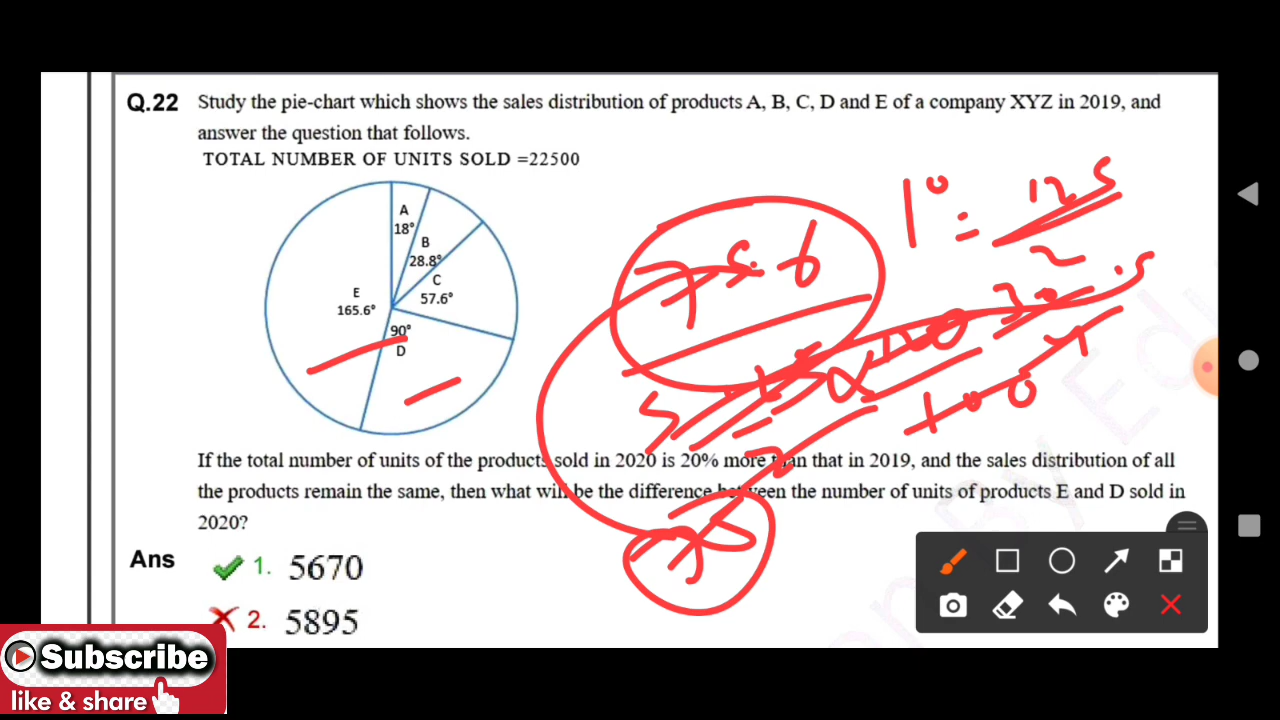 Q.22 Study the pie-chart which shows the sales distribution of products A, B, C, D and E of a company XYZ in 2019, and
answer the question that follows.
TOTAL NUMBER OF UNITS SOLD =22500
A
18°
B
28.8°
C
57.6°
E
165.6°
90°
D
1° = 125
2
75.6
If the total number of units of the products sold in 2020 is 20% more than that in 2019, and the sales distribution of all
the products remain the same, then what will be the difference between the number of units of products E and D sold in
2020?
Ans 1. 5670
2. 5895
Subscribe
like & share